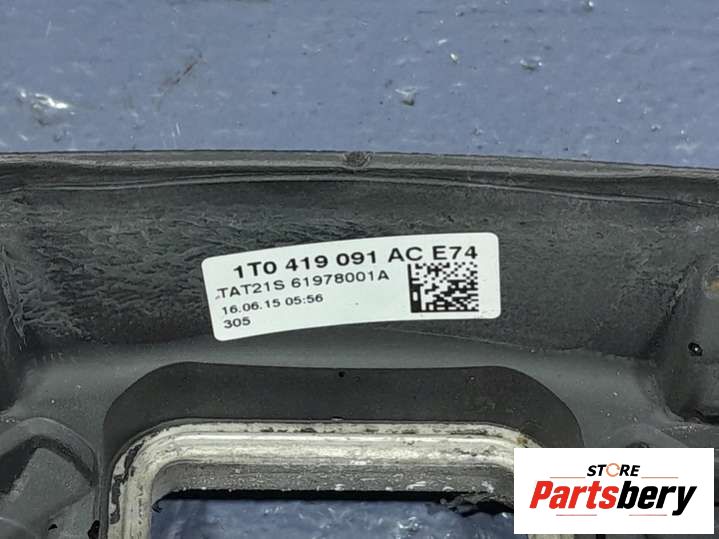 1T0 419 091 AC E74
TAT21S 61978001A
16.06.15 05:56
305
STORE
Partsbery